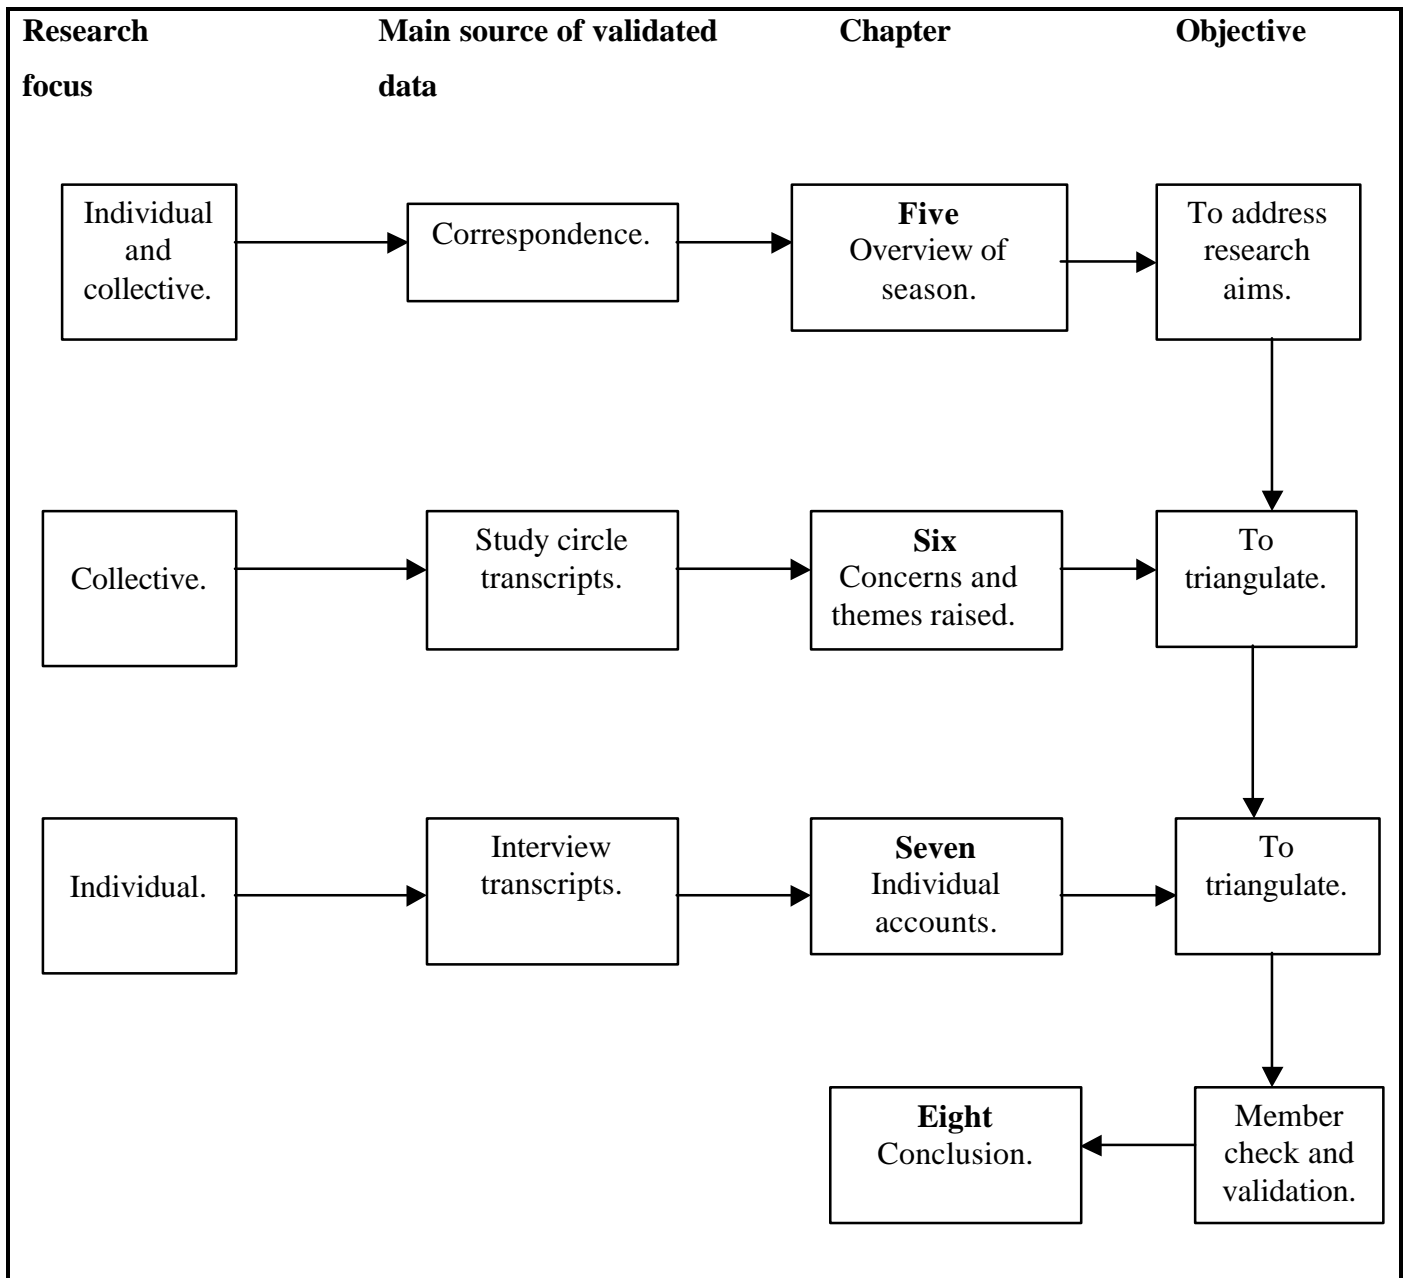 Research
focus
Main source of validated
data
Chapter
Objective
Individual
and
collective.
Correspondence.
Five
Overview of
season.
To address
research
aims.
Collective.
Study circle
transcripts.
Six
Concerns and
themes raised.
To
triangulate.
Individual.
Interview
transcripts.
Seven
Individual
accounts.
To
triangulate.
Eight
Conclusion.
Member
check and
validation.